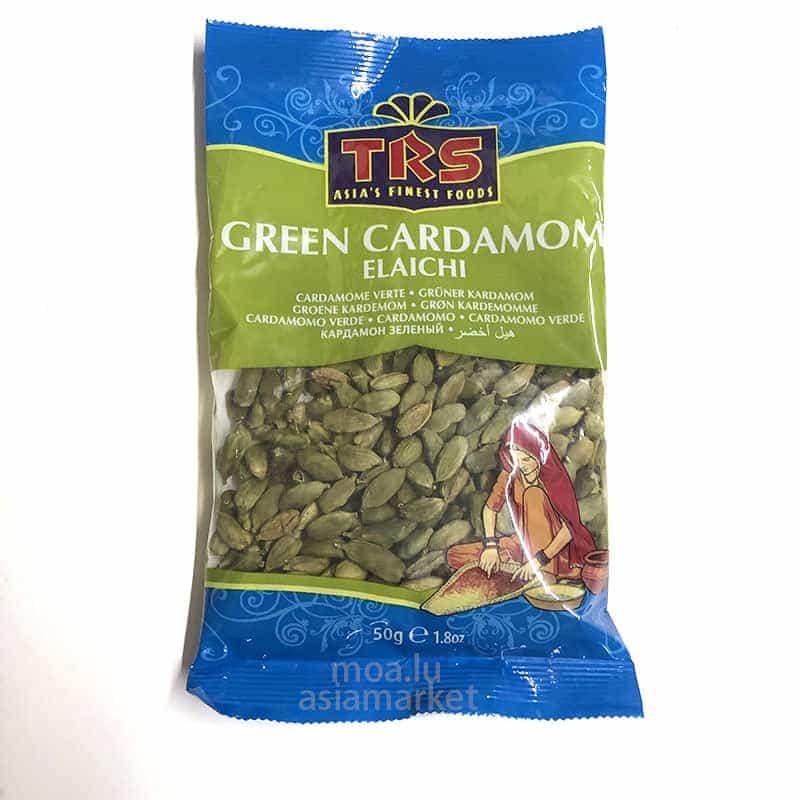 TRS
ASIA'S FINEST FOODS
GREEN CARDAMOM
ELAICHI
CARDAMOME VERTE • GRÜNER KARDAMOM
GROENE KARDEMOM • GRØN KARDEMOMME
CARDAMOMO VERDE • CARDAMOMO • CARDAMOMO VERDE
КАРДАМОН ЗЕЛЕНЫЙ • هيل أخضر
50g ℮ 1.8oz
moa.lu
asiamarket